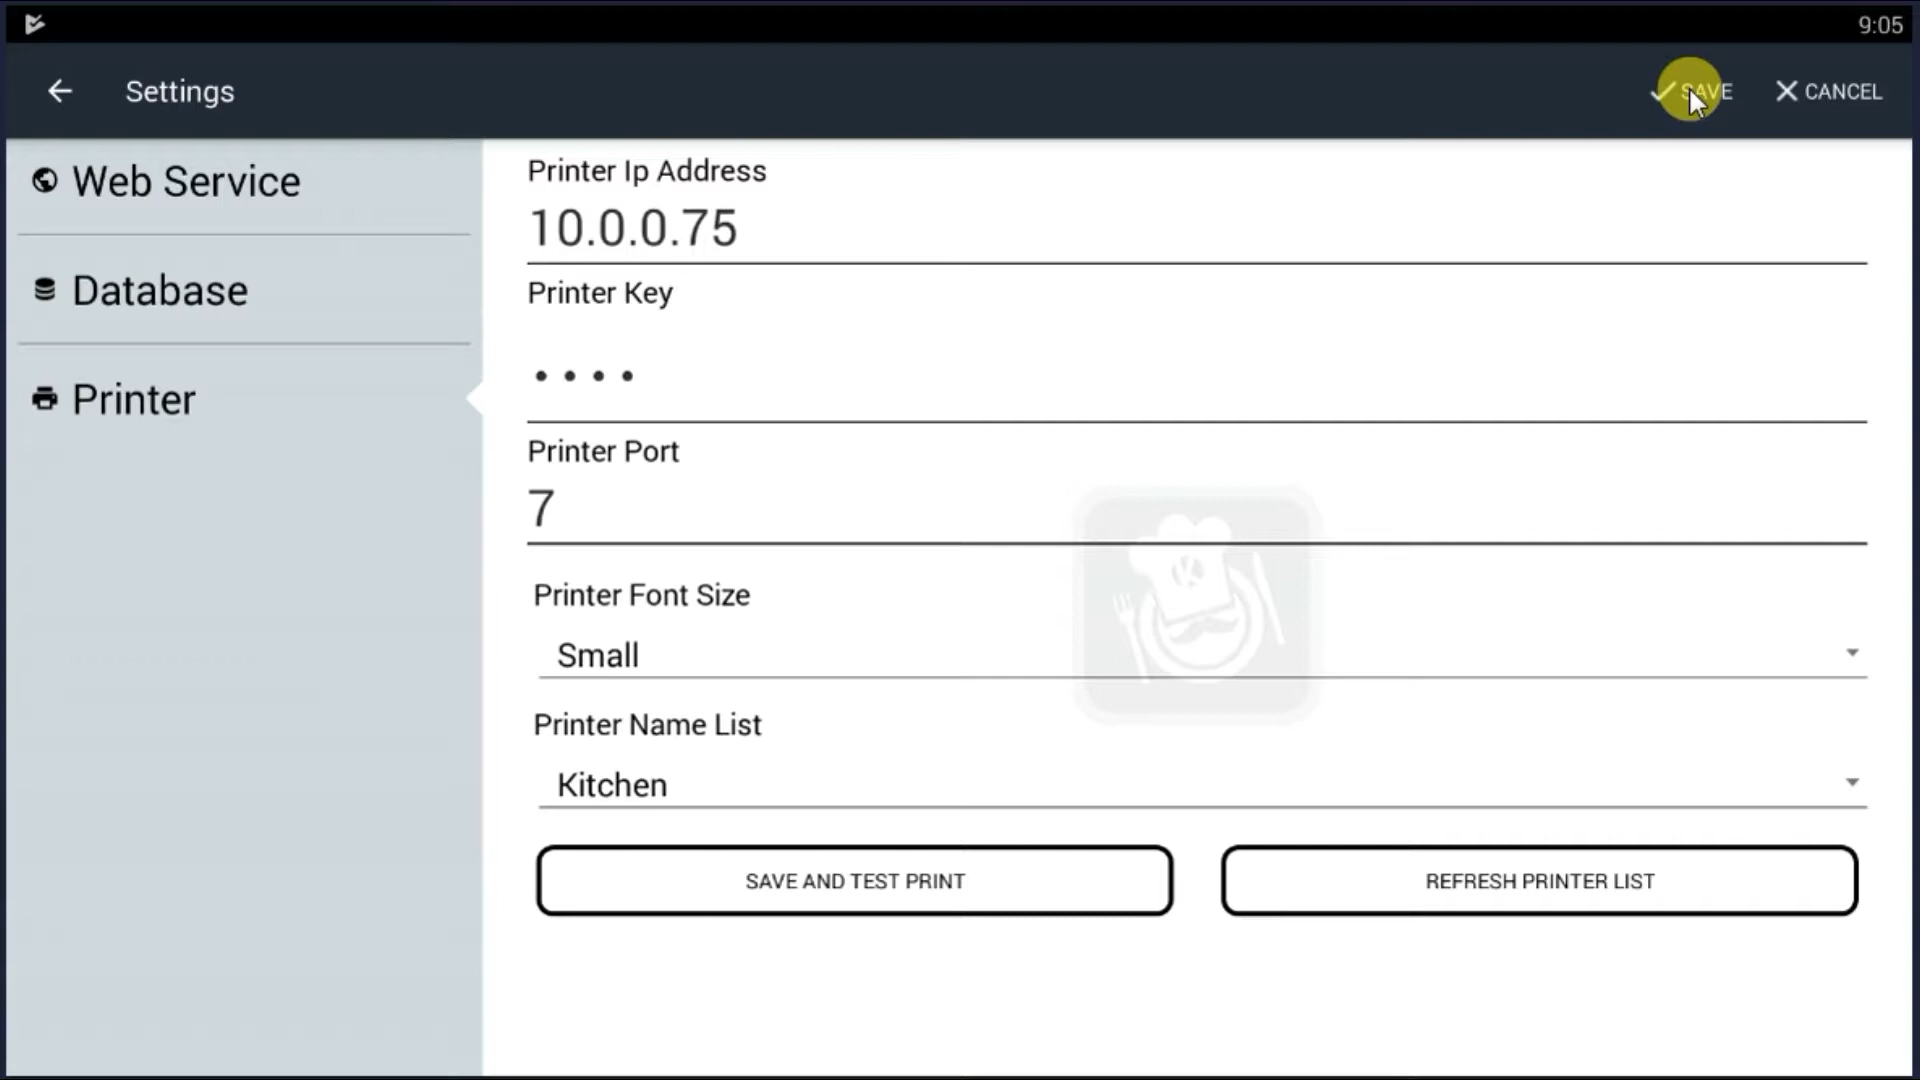 9:05
Settings
SAVE
CANCEL
Web Service
Database
Printer
Printer Ip Address
10.0.0.75
Printer Key
• • • •
Printer Port
7
Printer Font Size
Small
Printer Name List
Kitchen
SAVE AND TEST PRINT
REFRESH PRINTER LIST
K